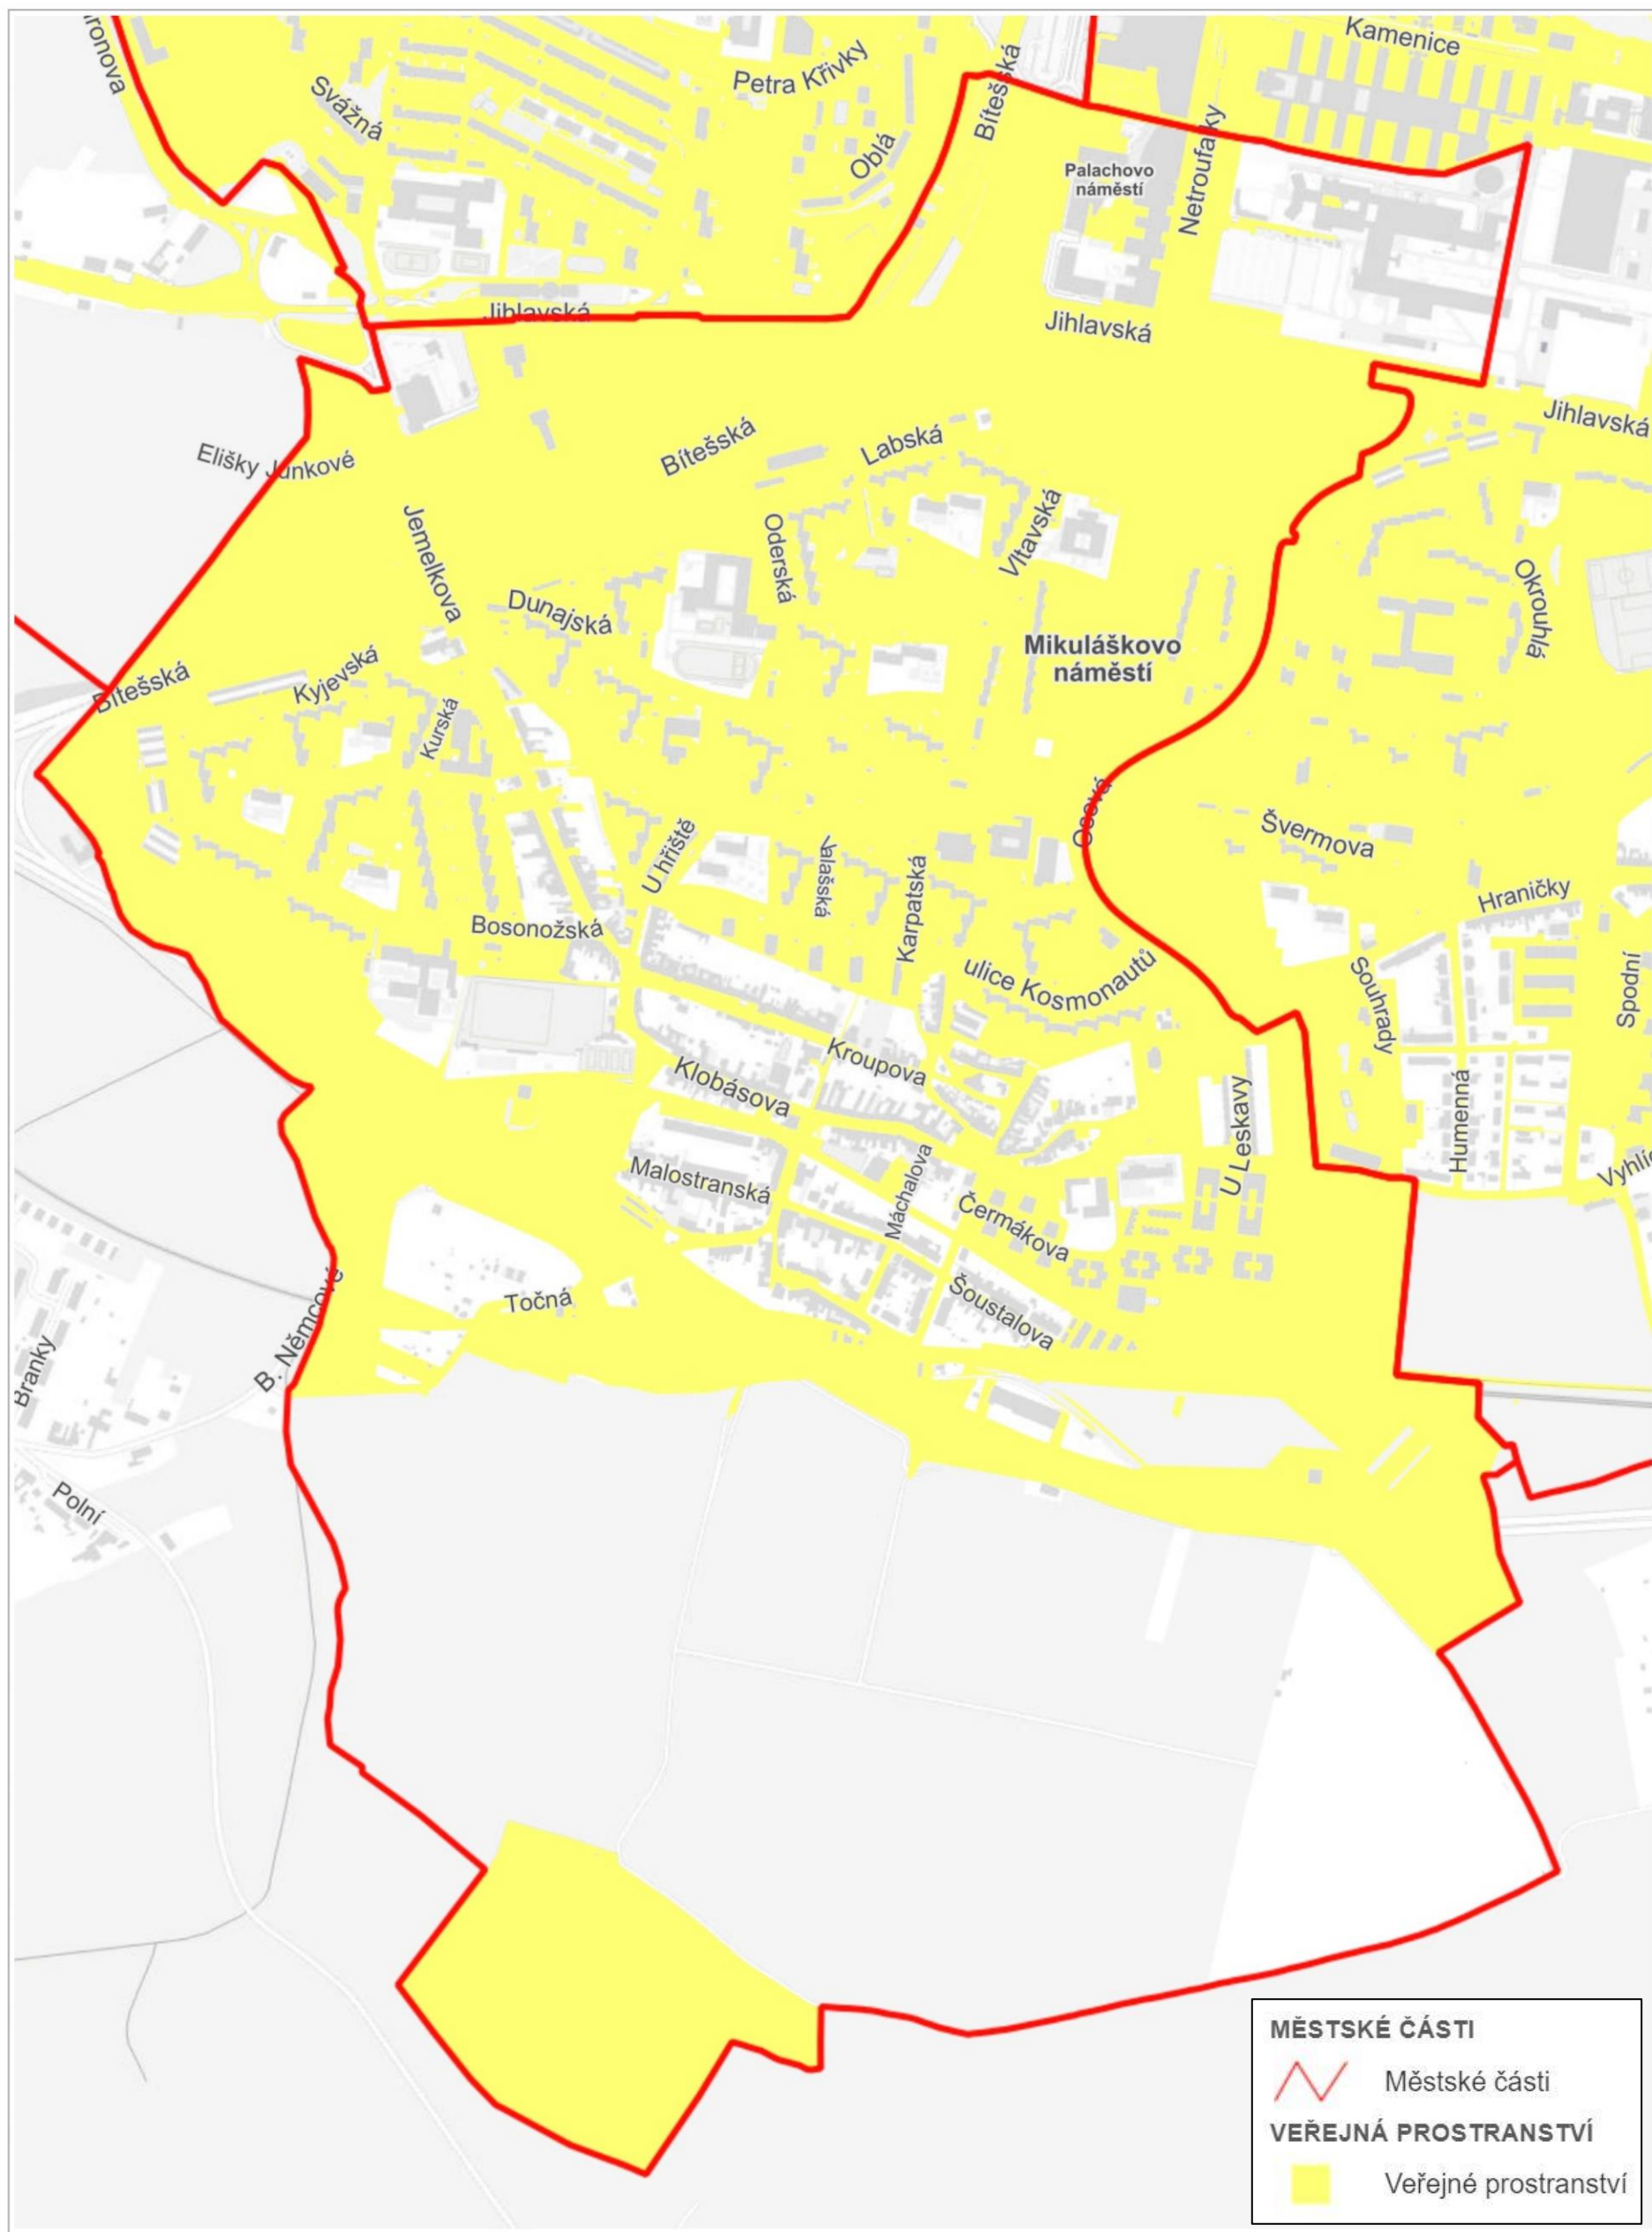 Kamenice
Petra Křivky
Svážná
Bítešská
Oblá
Netroufalky
Palachovo
náměstí
Jihlavská
Jihlavská
Jihlavská
Bítešská
Labská
Elišky Junkové
Jemelkova
Oderská
Vltavská
Okrouhlá
Dunajská
Mikuláškovo
náměstí
Bítešská
Kyjevská
Kurská
Osová
Švermova
U hřiště
Valašská
Karpatská
Hraničky
Bosonožská
ulice Kosmonautů
Souhrady
Spodní
Kroupova
Klobásova
U Leskavy
Humenná
Malostranská
Máchalova
Čermákova
Točná
Šoustalova
B. Němcové
Branky
Polní
MĚSTSKÉ ČÁSTI
Městské části
VEŘEJNÁ PROSTRANSTVÍ
Veřejné prostranství